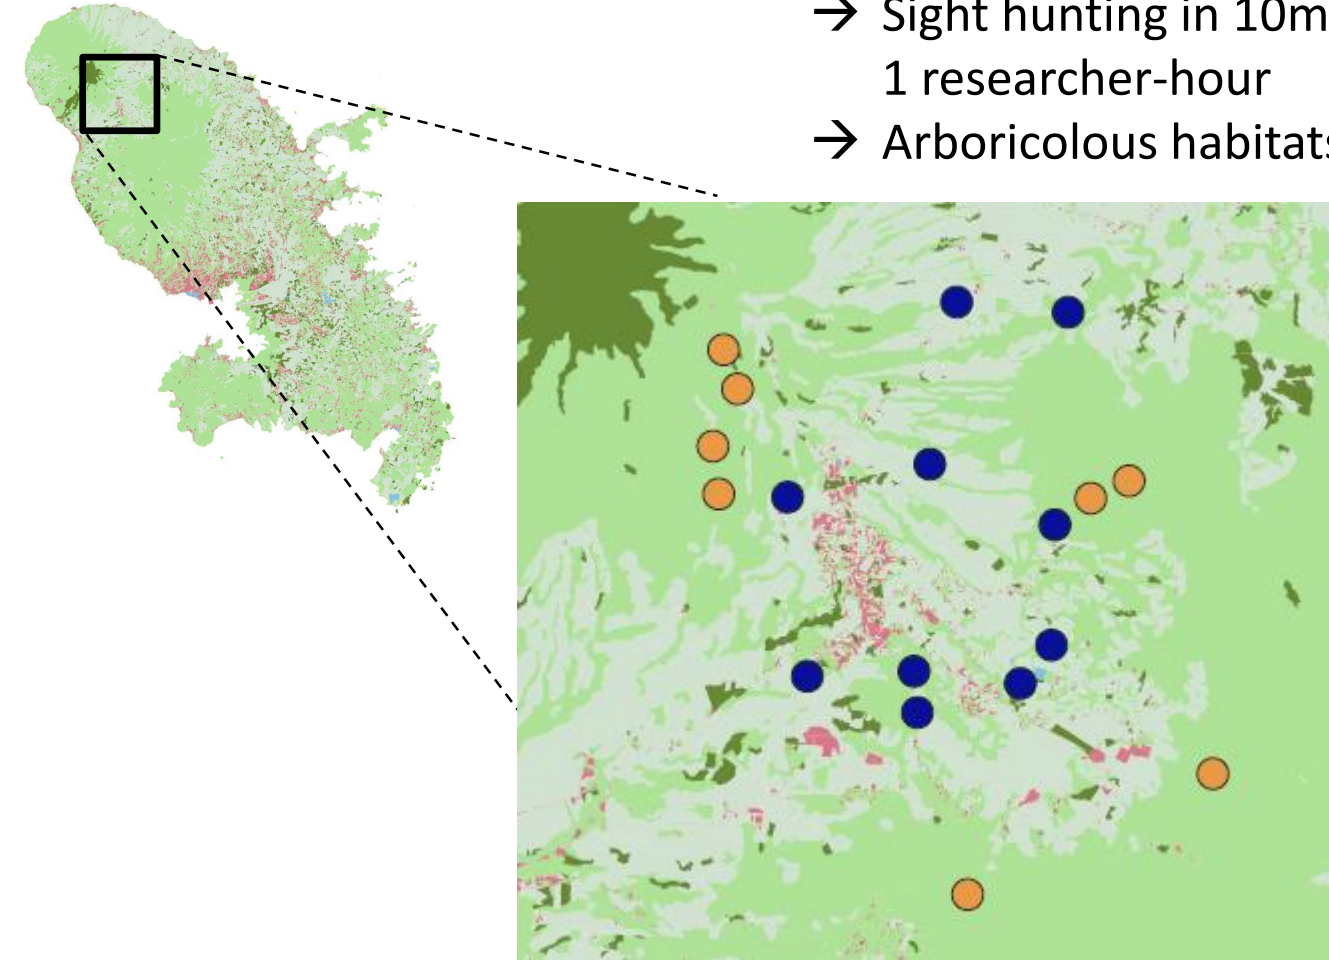 → Sight hunting in 10m
1 researcher-hour
→ Arboricolous habitats